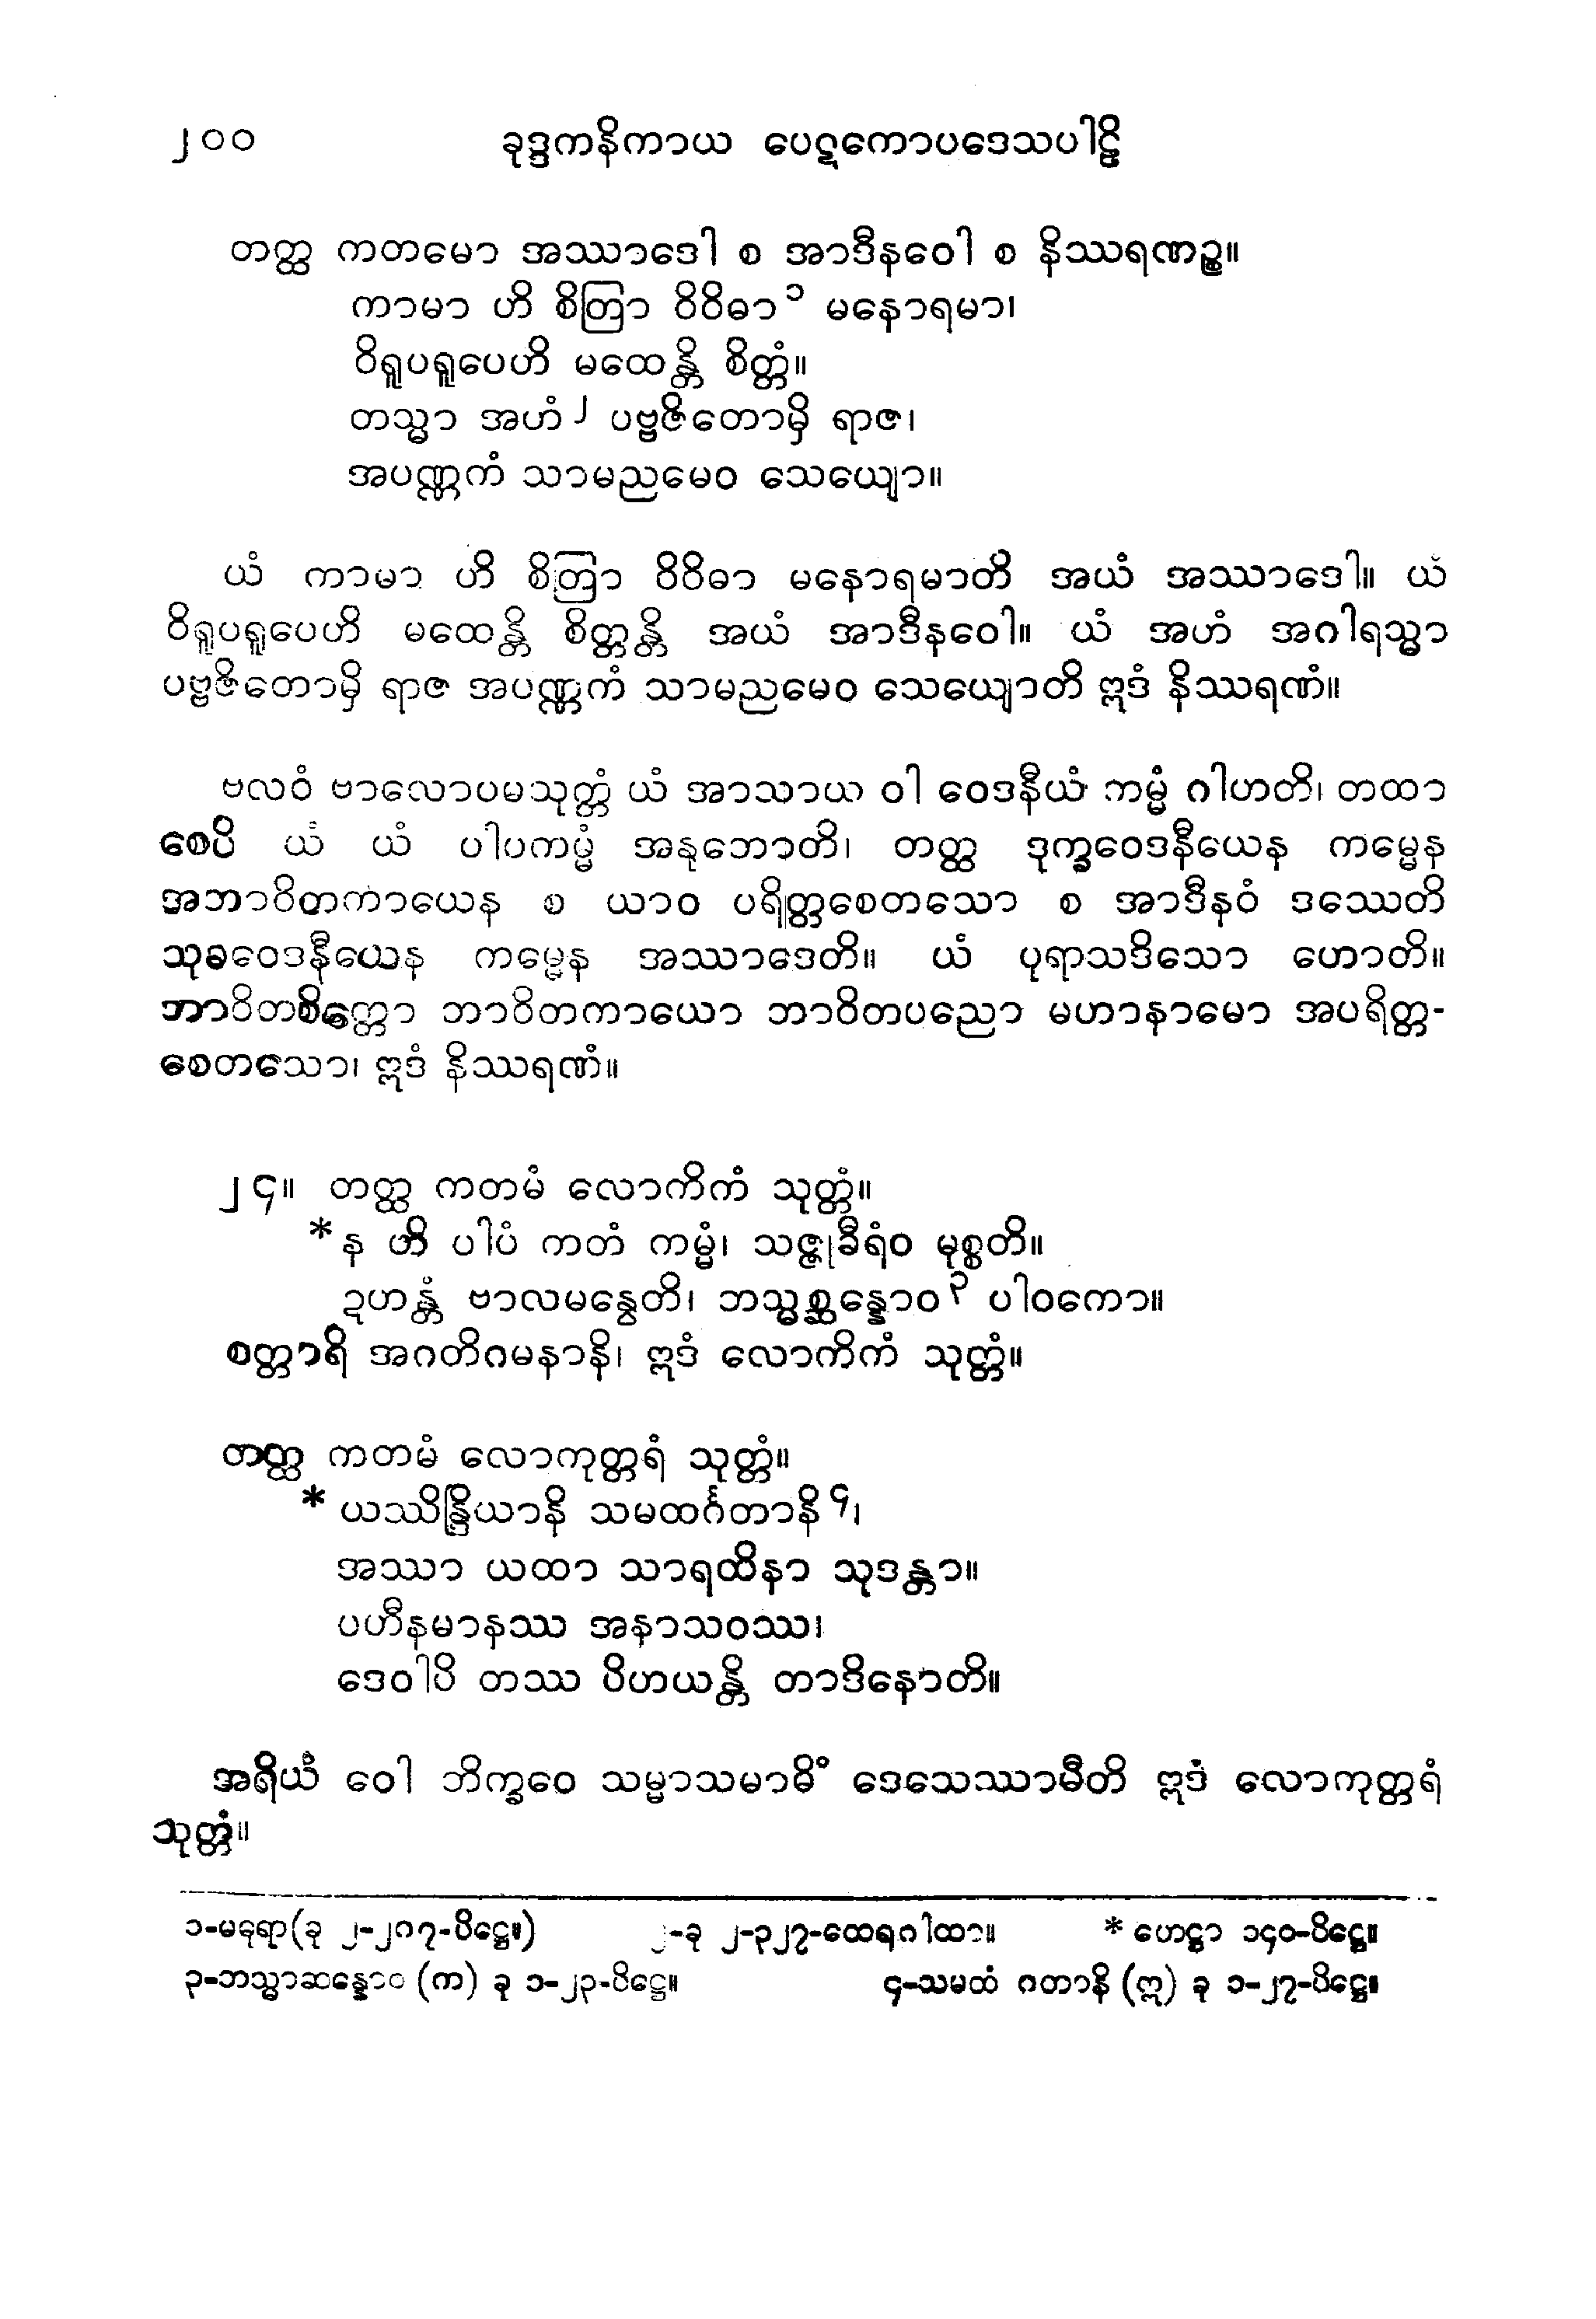 ၂၀၀ ခုဒ္ဒကနိကာယ ပေဋကောပဒေသပါဠိ
တတ္ထ ကတမော အဿာဒေါ စ အာဒီနဝေါ စ နိဿရဏဉ္စ။
ကာမာ ဟိ စိတြာ ဝိဝိဓာ၁ မနောရမာ၊
ဝိရူပရူပေဟိ မထေန္တိ စိတ္တံ။
တသ္မာ အဟံ၂ ပဗ္ဗဇိတောမှိ ရာဇ၊
အပဏ္ဏကံ သာမညမေဝ သေယျော။
ယံ ကာမာ ဟိ စိတြာ ဝိဝိဓာ မနောရမာတိ အယံ အဿာဒေါ။ ယံ
ဝိရူပရူပေဟိ မထေန္တိ စိတ္တန္တိ အယံ အာဒီနဝေါ။ ယံ အဟံ အဂါရသ္မာ
ပဗ္ဗဇိတောမှိ ရာဇ အပဏ္ဏကံ သာမညမေဝ သေယျောတိ ဣဒံ နိဿရဏံ။
ဗလဝံ ဗာလောပမသုတ္တံ ယံ အာသာယ ဝါ ဝေဒနီယံ ကမ္မံ ဂါဟတိ၊ တထာ
စေပိ ယံ ယံ ပါပကမ္မံ အနုဘောတိ၊ တတ္ထ ဒုက္ခဝေဒနီယေန ကမ္မေန
အဘာဝိတကာယေန စ ယာဝ ပရိတ္တစေတသော စ အာဒီနဝံ ဒဿေတိ
သုခဝေဒနီယေန ကမ္မေန အဿာဒေတိ။ ယံ ပုရာသဒိသော ဟောတိ။
ဘာဝိတစိတ္တော ဘာဝိတကာယော ဘာဝိတပညော မဟာနာမော အပရိတ္တ-
စေတသော၊ ဣဒံ နိဿရဏံ။
၂၄။ တတ္ထ ကတမံ လောကိကံ သုတ္တံ။
*န ဟိ ပါပံ ကတံ ကမ္မံ၊ သဇ္ဇုခီရံဝ မုစ္စတိ။
ဍဟန္တံ ဗာလမန္ဝေတိ၊ ဘသ္မစ္ဆန္နောဝ၃ ပါဝကော။
စတ္တာရိ အဂတိဂမနာနိ၊ ဣဒံ လောကိကံ သုတ္တံ။
တတ္ထ ကတမံ လောကုတ္တရံ သုတ္တံ။
* ယဿိန္ဒြိယာနိ သမထင်္ဂတာနိ၄၊
အဿာ ယထာ သာရထိနာ သုဒန္တာ။
ပဟီနမာနဿ အနာသဝဿ၊
ဒေဝါပိ တဿ ပိဟယန္တိ တာဒိနောတိ။
အရိယံ ဝေါ ဘိက္ခဝေ သမ္မာသမာဓိံ ဒေသေဿာမီတိ ဣဒံ လောကုတ္တရံ
သုတ္တံ။
၁-မဓုရာ(ခု ၂-၂၈၇-ပိဋ္ဌေ။) ၂-ခု ၂-၃၂၇-ထေရဂါထာ။ * ဟေဋ္ဌာ ၁၄၀-ပိဋ္ဌေ။
၃-ဘသ္မာဆန္နောဝ (က) ခု ၁-၂၃-ပိဋ္ဌေ။ ၄-သမထံ ဂတာနိ (ဣ) ခု ၁-၂၇-ပိဋ္ဌေ။